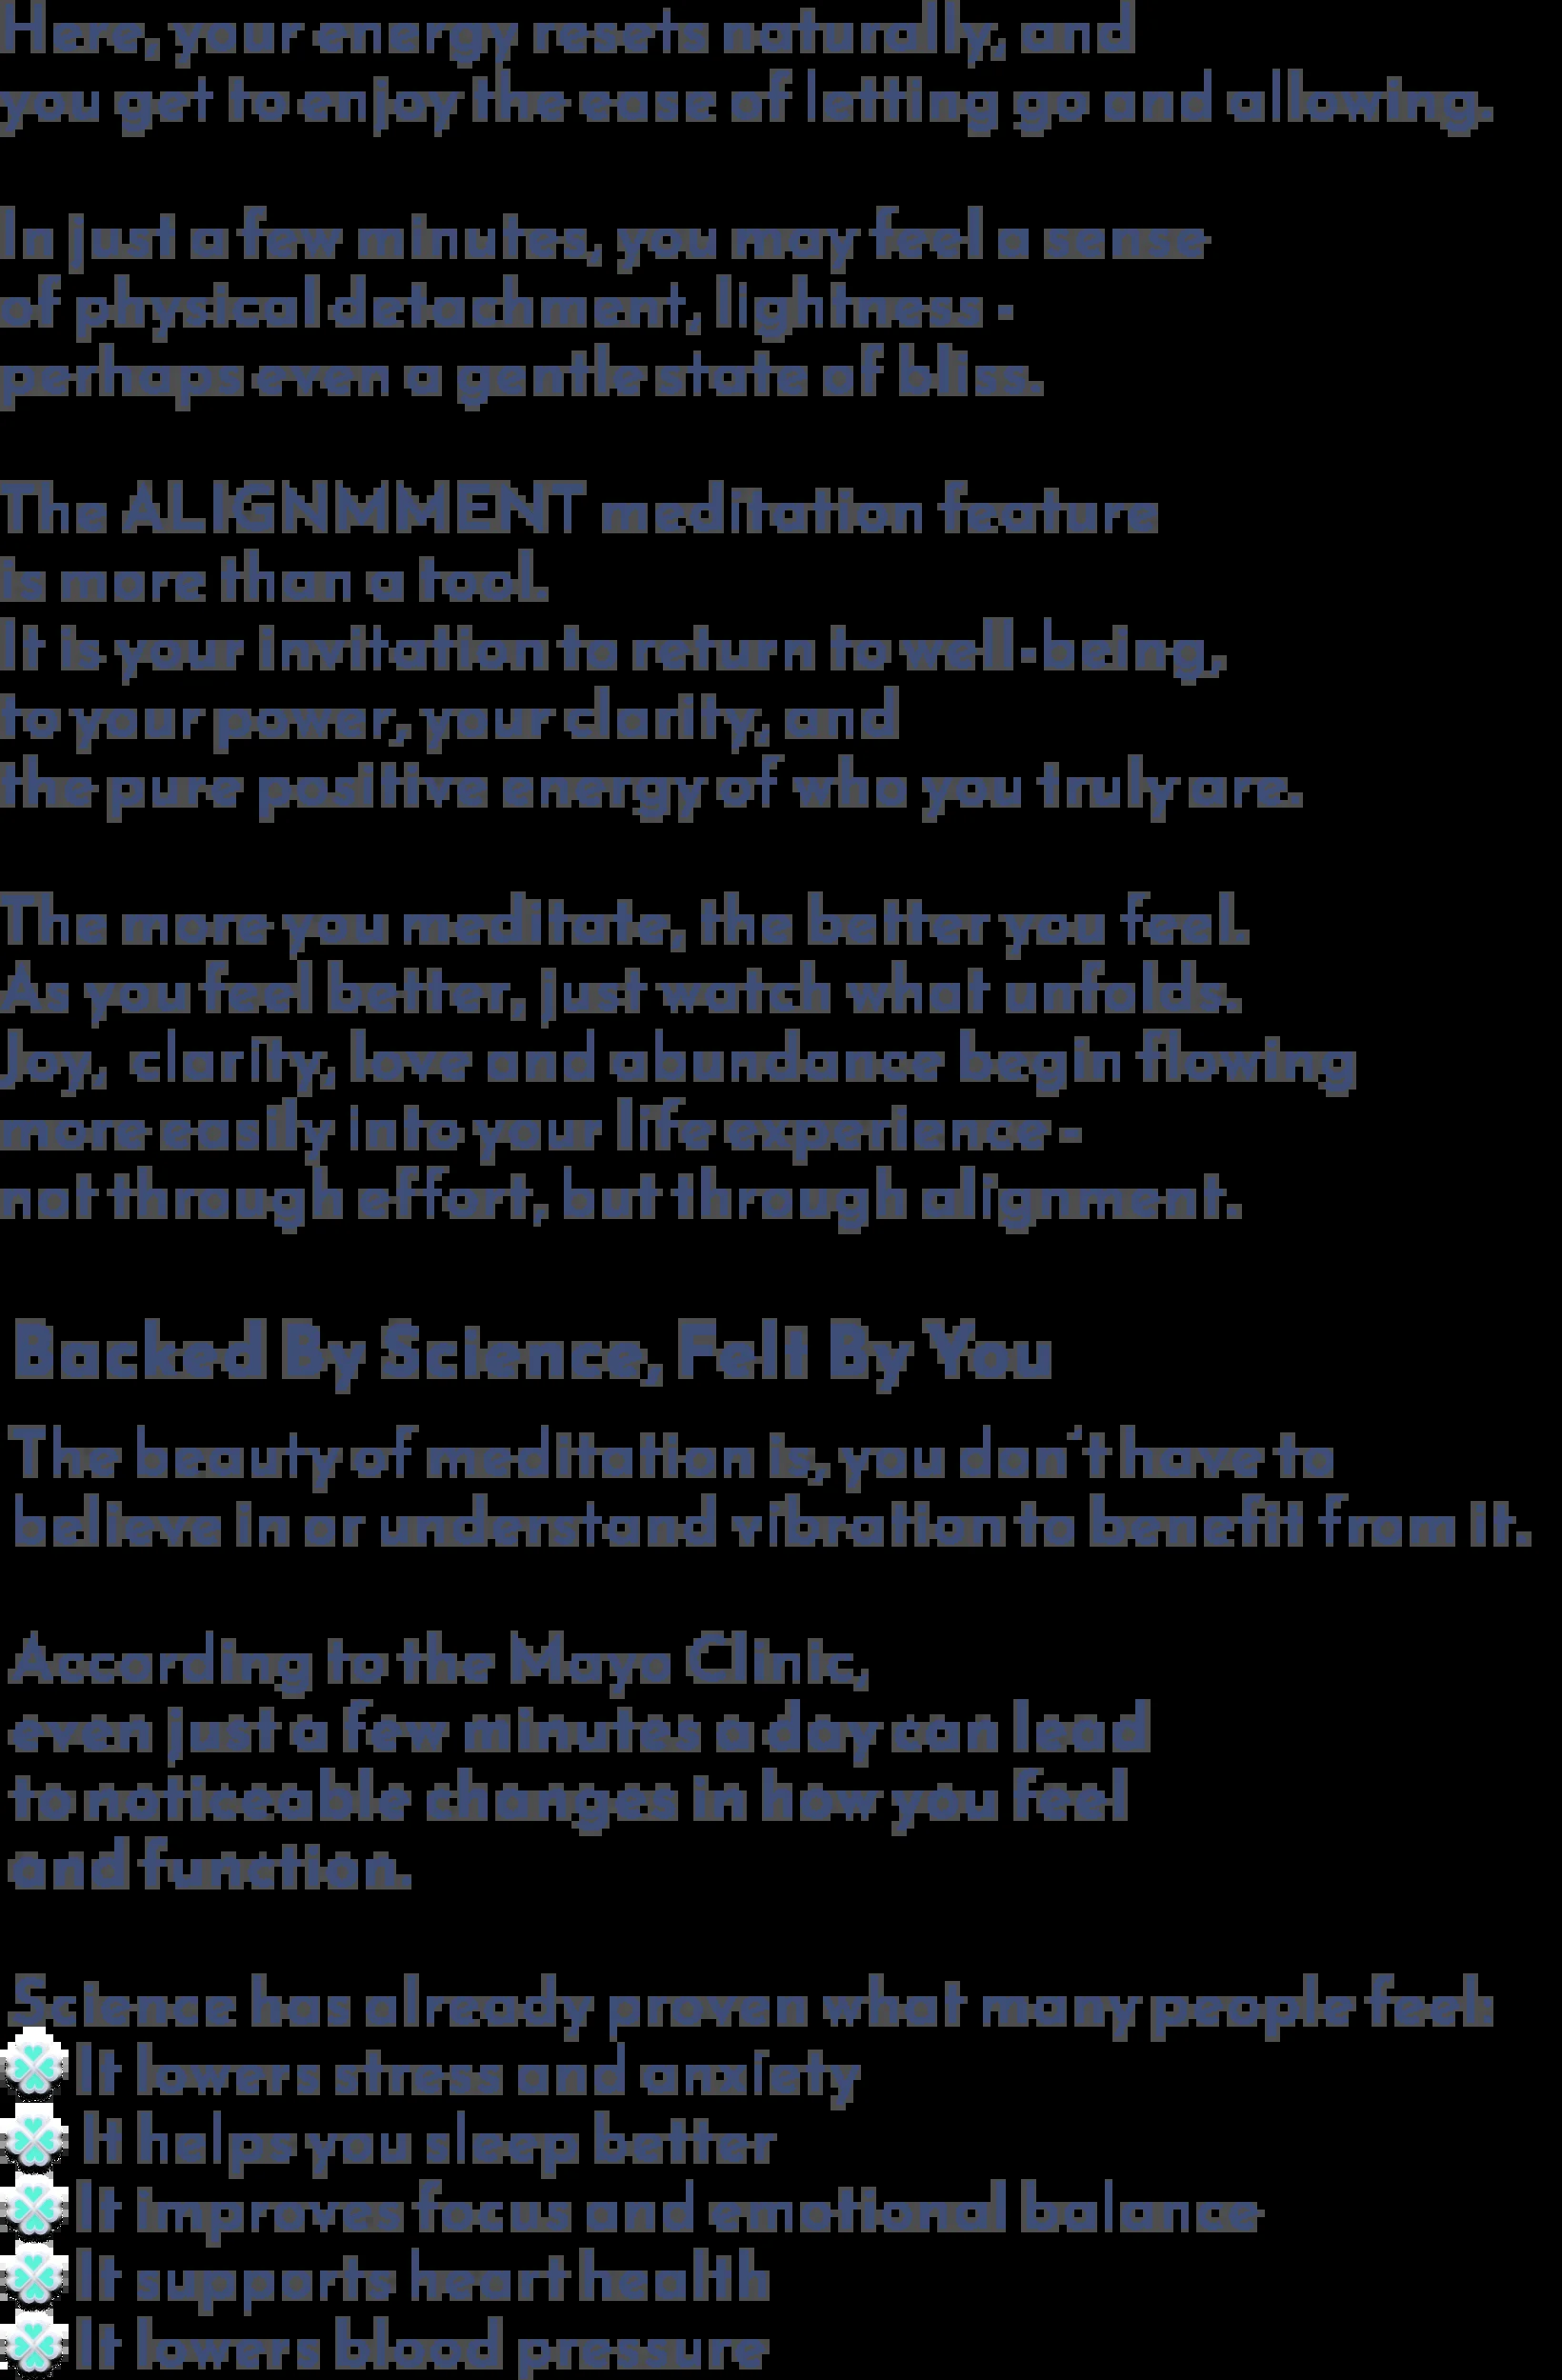 Here, your energy resets naturally, and
you get to enjoy the ease of letting go and allowing.
In just a few minutes, you may feel a sense
of physical detachment, lightness -
perhaps even a gentle state of bliss.
The ALIGNMMENT meditation feature
is more than a tool.
It is your invitation to return to well-being,
to your power, your clarity, and
the pure positive energy of who you truly are.
The more you meditate, the better you feel.
As you feel better, just watch what unfolds.
Joy, clarity, love and abundance begin flowing
more easily into your life experience -
not through effort, but through alignment.
Backed By Science, Felt By You
The beauty of meditation is, you don't have to
believe in or understand vibration to benefit from it.
According to the Mayo Clinic,
even just a few minutes a day can lead
to noticeable changes in how you feel
and function.
Science has already proven what many people feel:
It lowers stress and anxiety
It helps you sleep better
It improves focus and emotional balance
It supports heart health
It lowers blood pressure